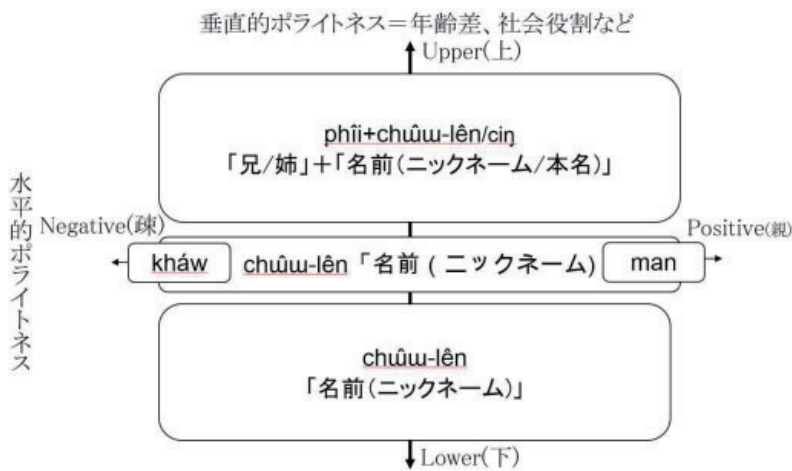 垂直的ポライトネス＝年齢差、社会役割など
Upper(上)
phîi+chɯ̂ɯ-lên/ciŋ
「兄/姉」＋「名前(ニックネーム/本名)」
水平的ポライトネス
Negative(疎)
Positive(親)
kháw
chɯ̂ɯ-lên「名前(ニックネーム)
man
chɯ̂ɯ-lên
「名前(ニックネーム)」
Lower(下)